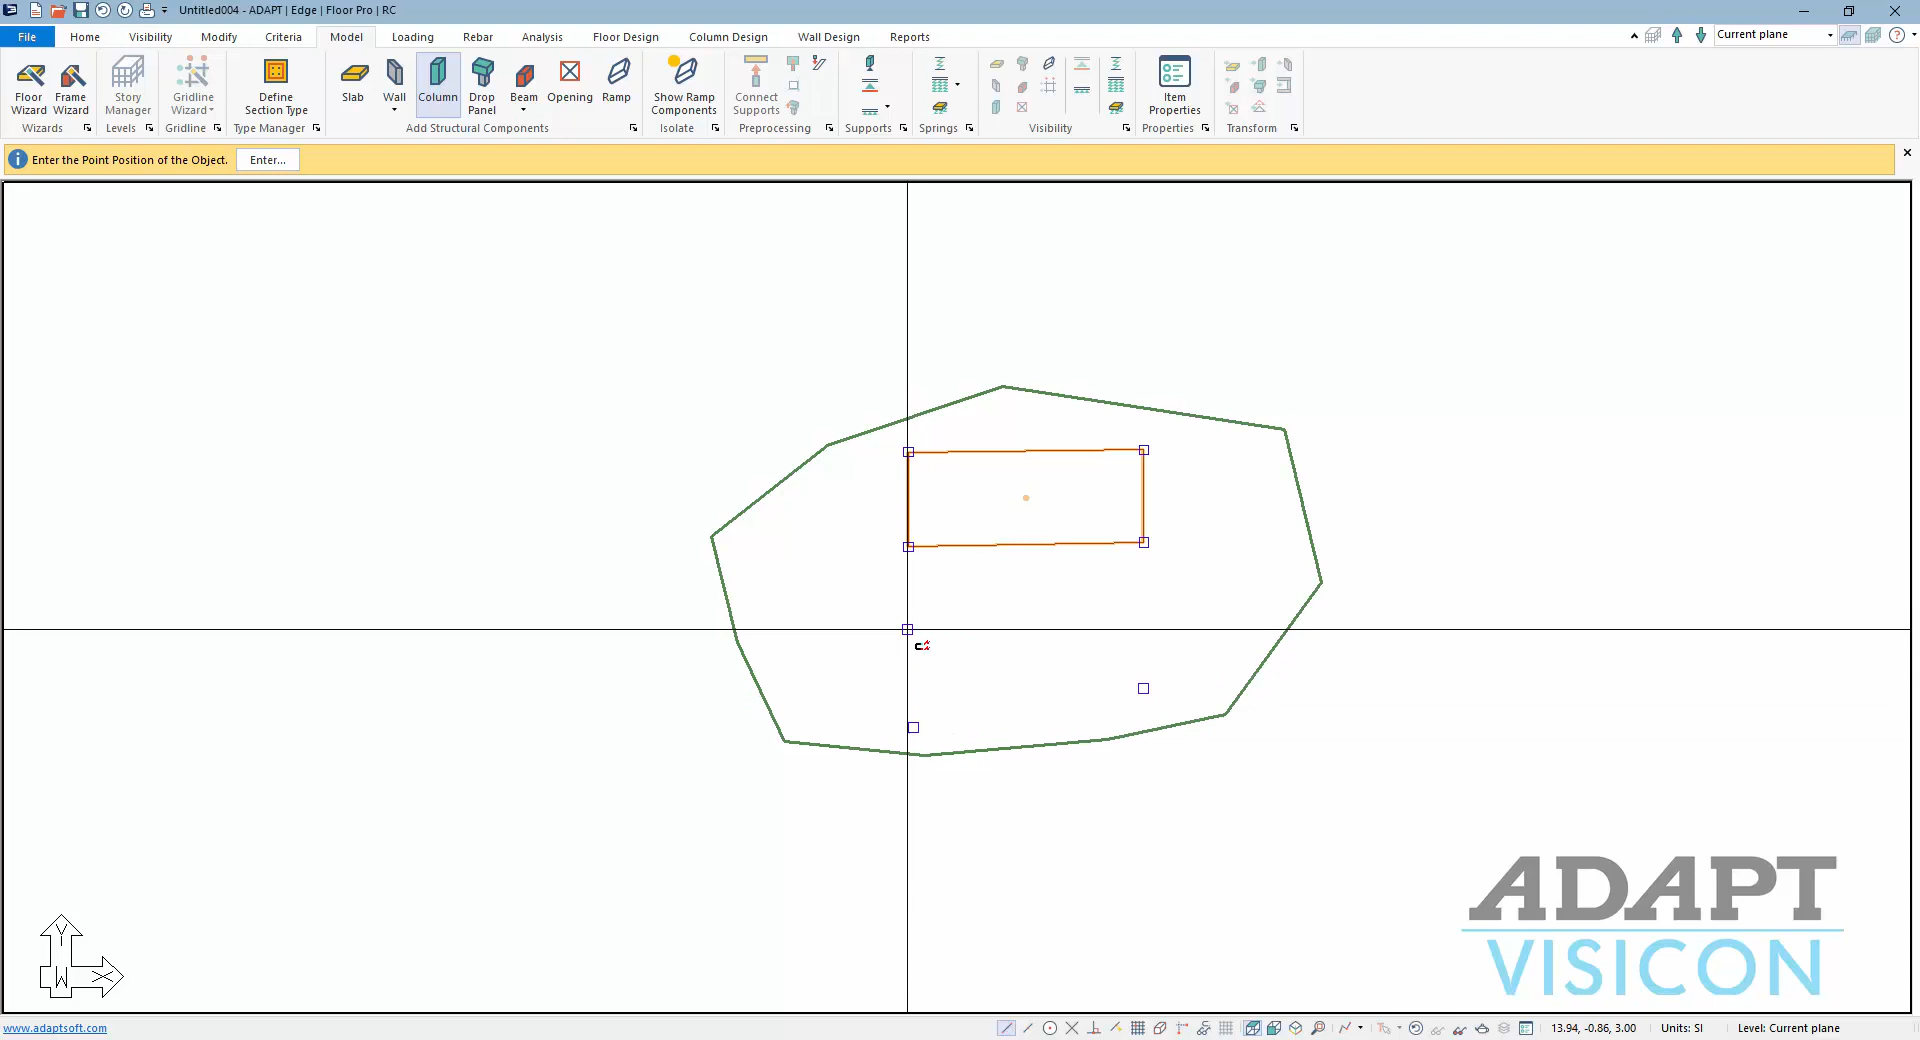 Untitled004 - ADAPT | Edge | Floor Pro | RC
File Home Visibility Modify Criteria Model Loading Rebar Analysis Floor Design Column Design Wall Design Reports
Current plane
Floor Wizard
Frame Wizard
Story Manager
Gridline Wizard
Define Section Type
Slab
Wall
Column
Drop Panel
Beam
Opening
Ramp
Show Ramp Components
Connect Supports
Item Properties
Wizards Levels Gridline Type Manager Add Structural Components Isolate Preprocessing Supports Springs Visibility Properties Transform
Enter the Point Position of the Object. Enter...
Y
W X
ADAPT
VISICON
www.adaptsoft.com 13.94, -0.86, 3.00 Units: SI Level: Current plane